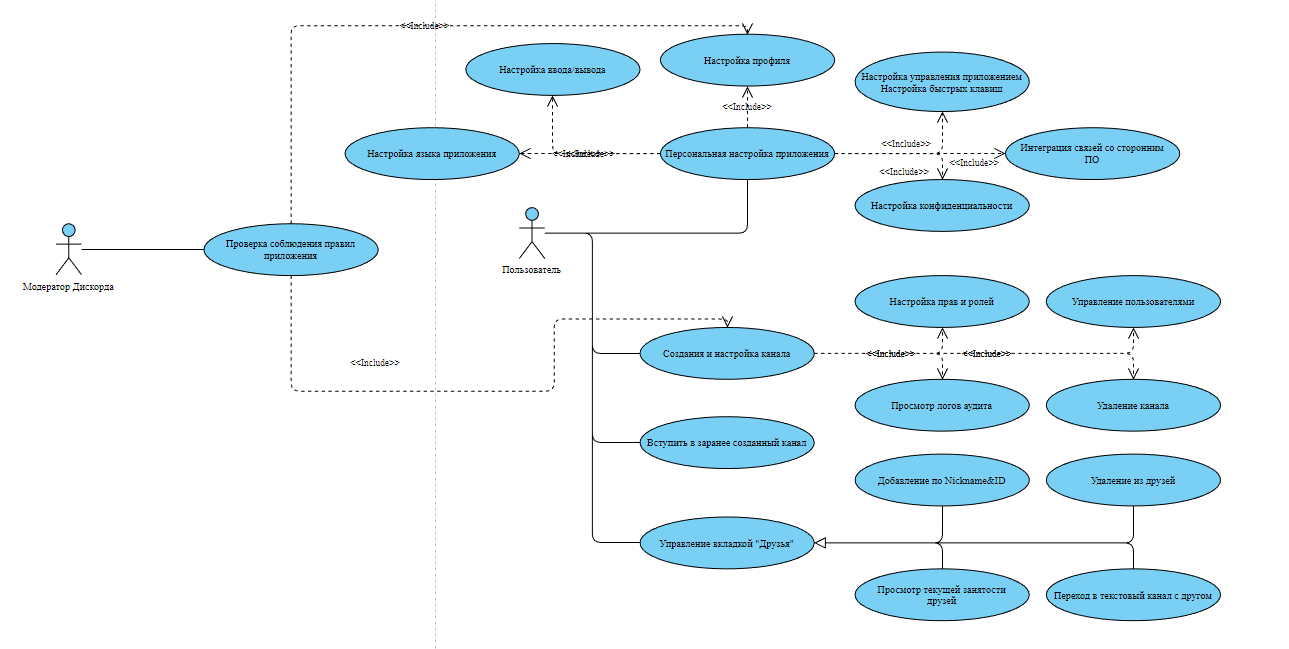 <<Include>>
Настройка профиля
Настройка ввода/вывода
Настройка управления приложением
Настройка быстрых клавиш
<<Include>>
Настройка языка приложения
<<Include>>
<<Include>>
Персональная настройка приложения
<<Include>>
<<Include>>
<<Include>>
Интеграция связей со сторонним
ПО
Настройка конфиденциальности
Проверка соблюдения правил
приложения
Модератор Дискорда
Пользователь
Настройка прав и ролей
Управление пользователями
<<Include>>
Создания и настройка канала
<<Include>>
<<Include>>
Просмотр логов аудита
Удаление канала
Вступить в заранее созданный канал
Добавление по Nickname&ID
Удаление из друзей
Управление вкладкой "Друзья"
Просмотр текущей занятости
друзей
Переход в текстовый канал с другом